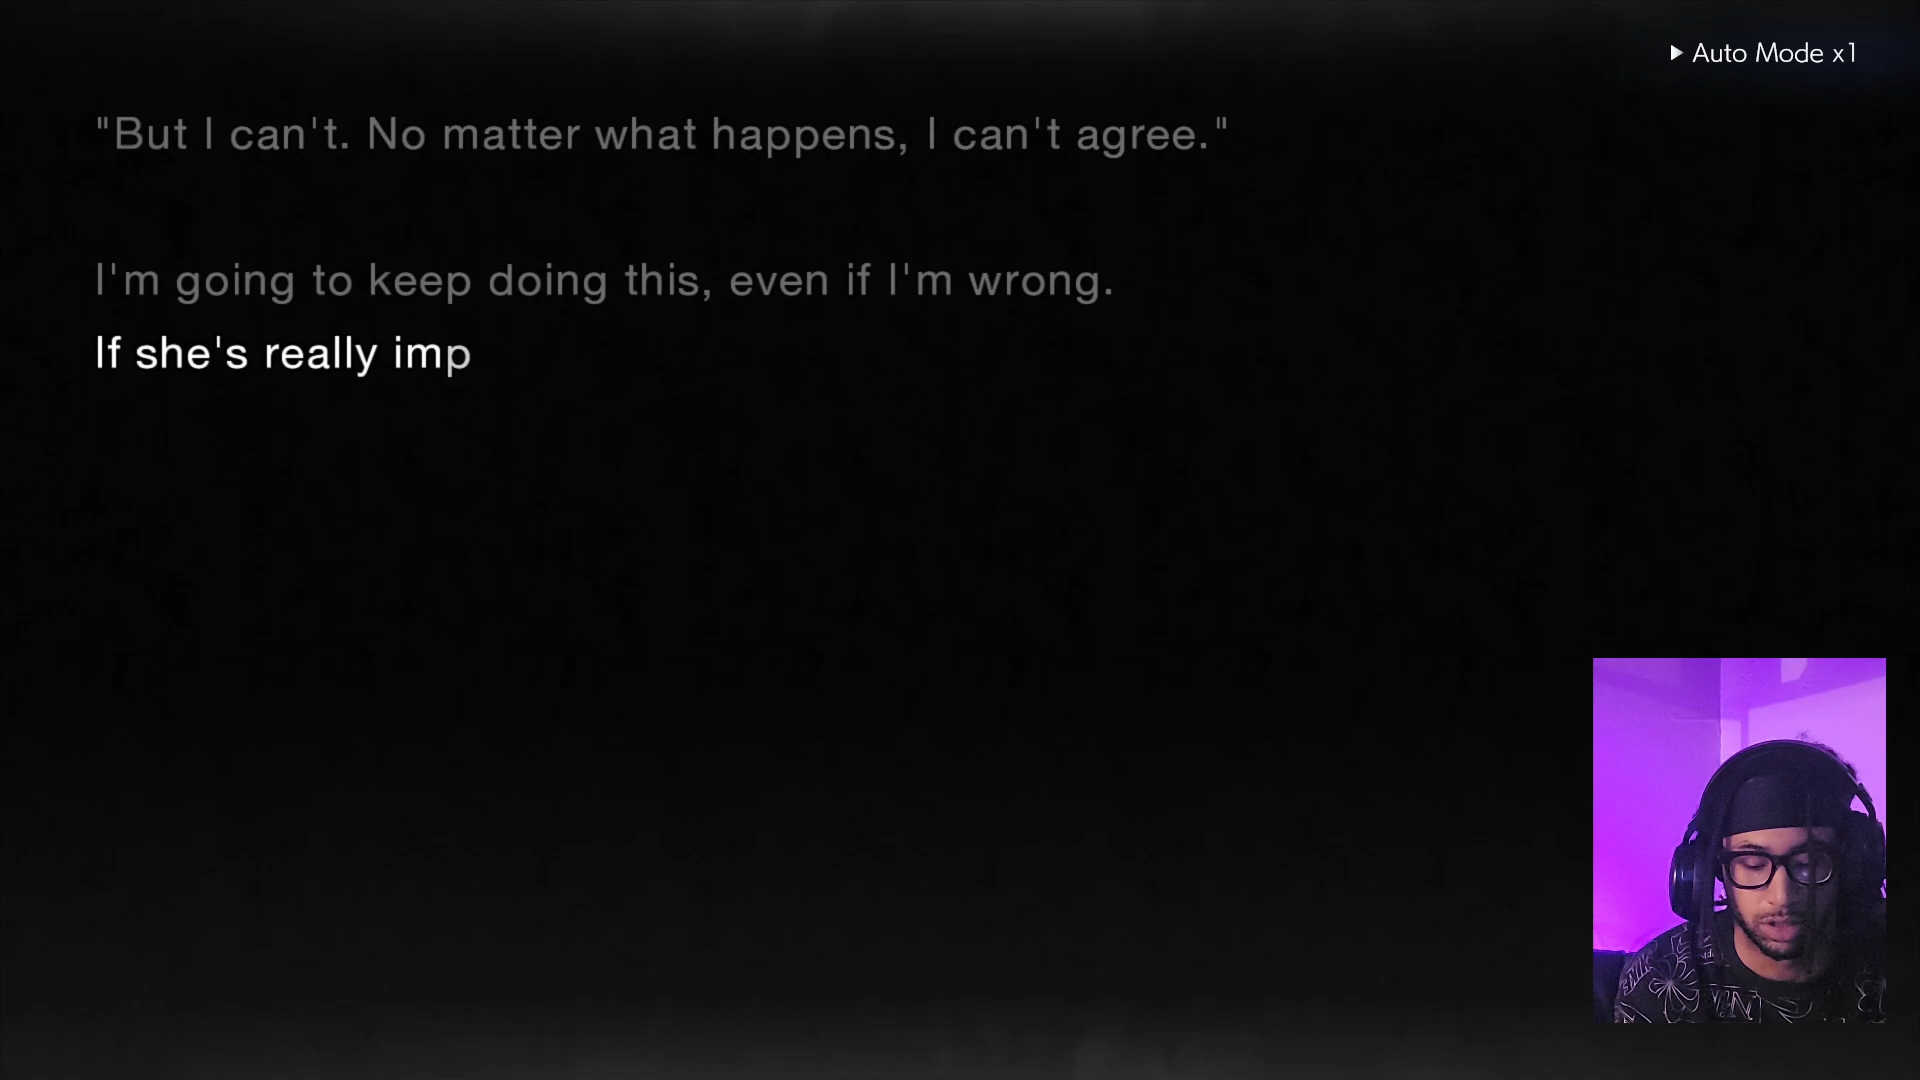 Auto Mode x1
"But I can't. No matter what happens, I can't agree."
I'm going to keep doing this, even if I'm wrong.
If she's really imp